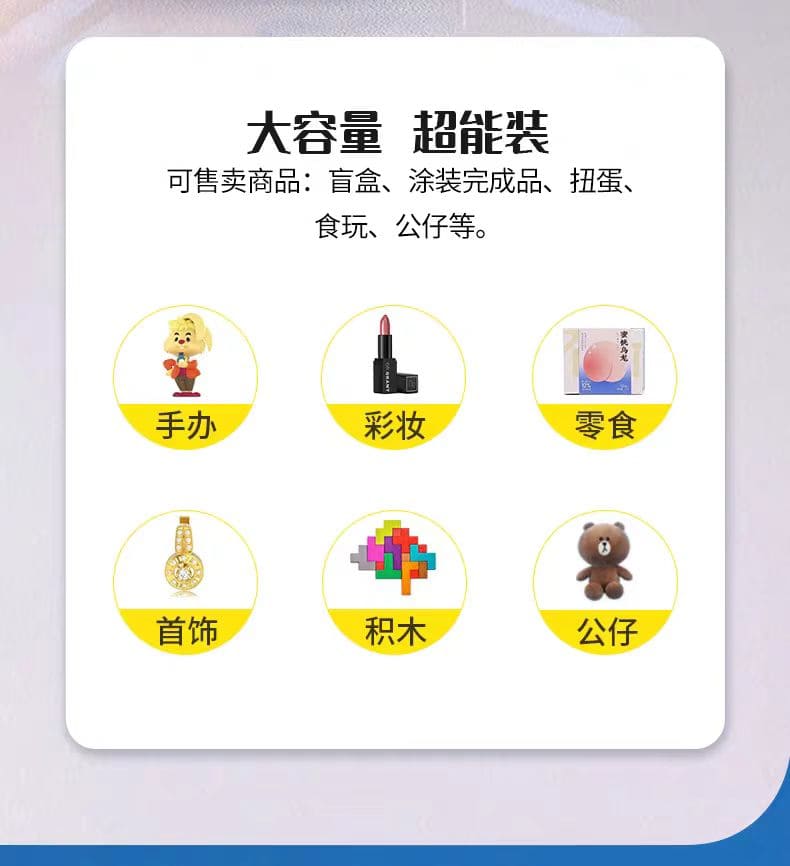 大容量 超能装
可售卖商品：盲盒、涂装完成品、扭蛋、
食玩、公仔等。
GRANT
蜜桃乌龙
手办
彩妆
零食
首饰
积木
公仔